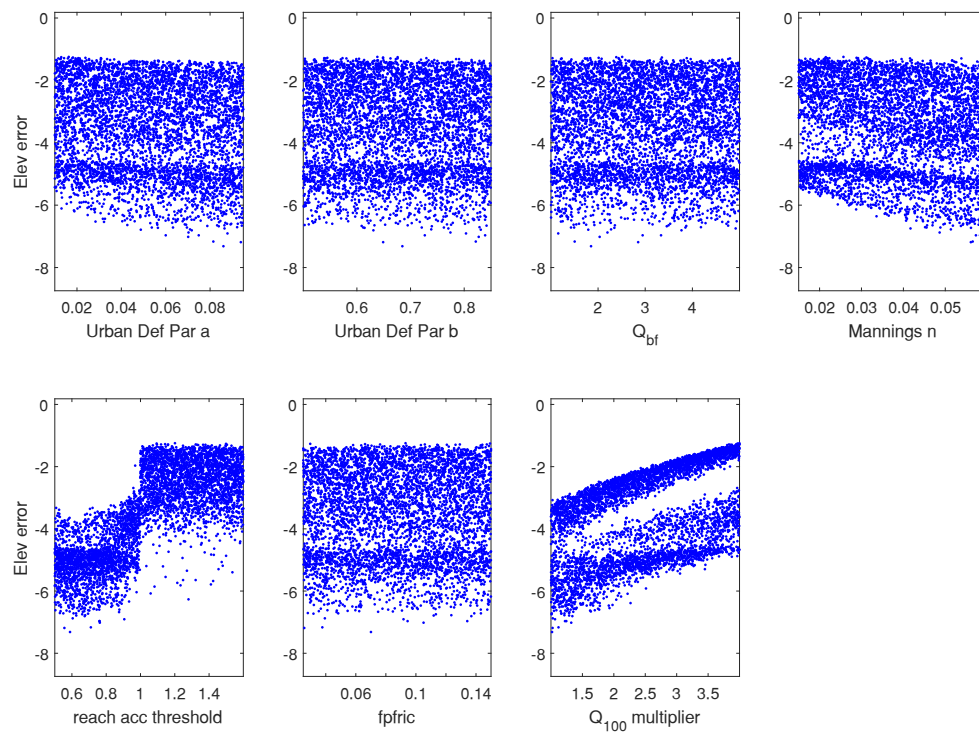 0
-2
-4
-6
-8
Elev error
0.02 0.04 0.06 0.08
Urban Def Par a
0
-2
-4
-6
-8
0.6 0.7 0.8
Urban Def Par b
0
-2
-4
-6
-8
2 3 4
Q_bf
0
-2
-4
-6
-8
0.02 0.03 0.04 0.05
Mannings n
0
-2
-4
-6
-8
Elev error
0.6 0.8 1 1.2 1.4
reach acc threshold
0
-2
-4
-6
-8
0.06 0.1 0.14
fpfric
0
-2
-4
-6
-8
1.5 2 2.5 3 3.5
Q_100 multiplier